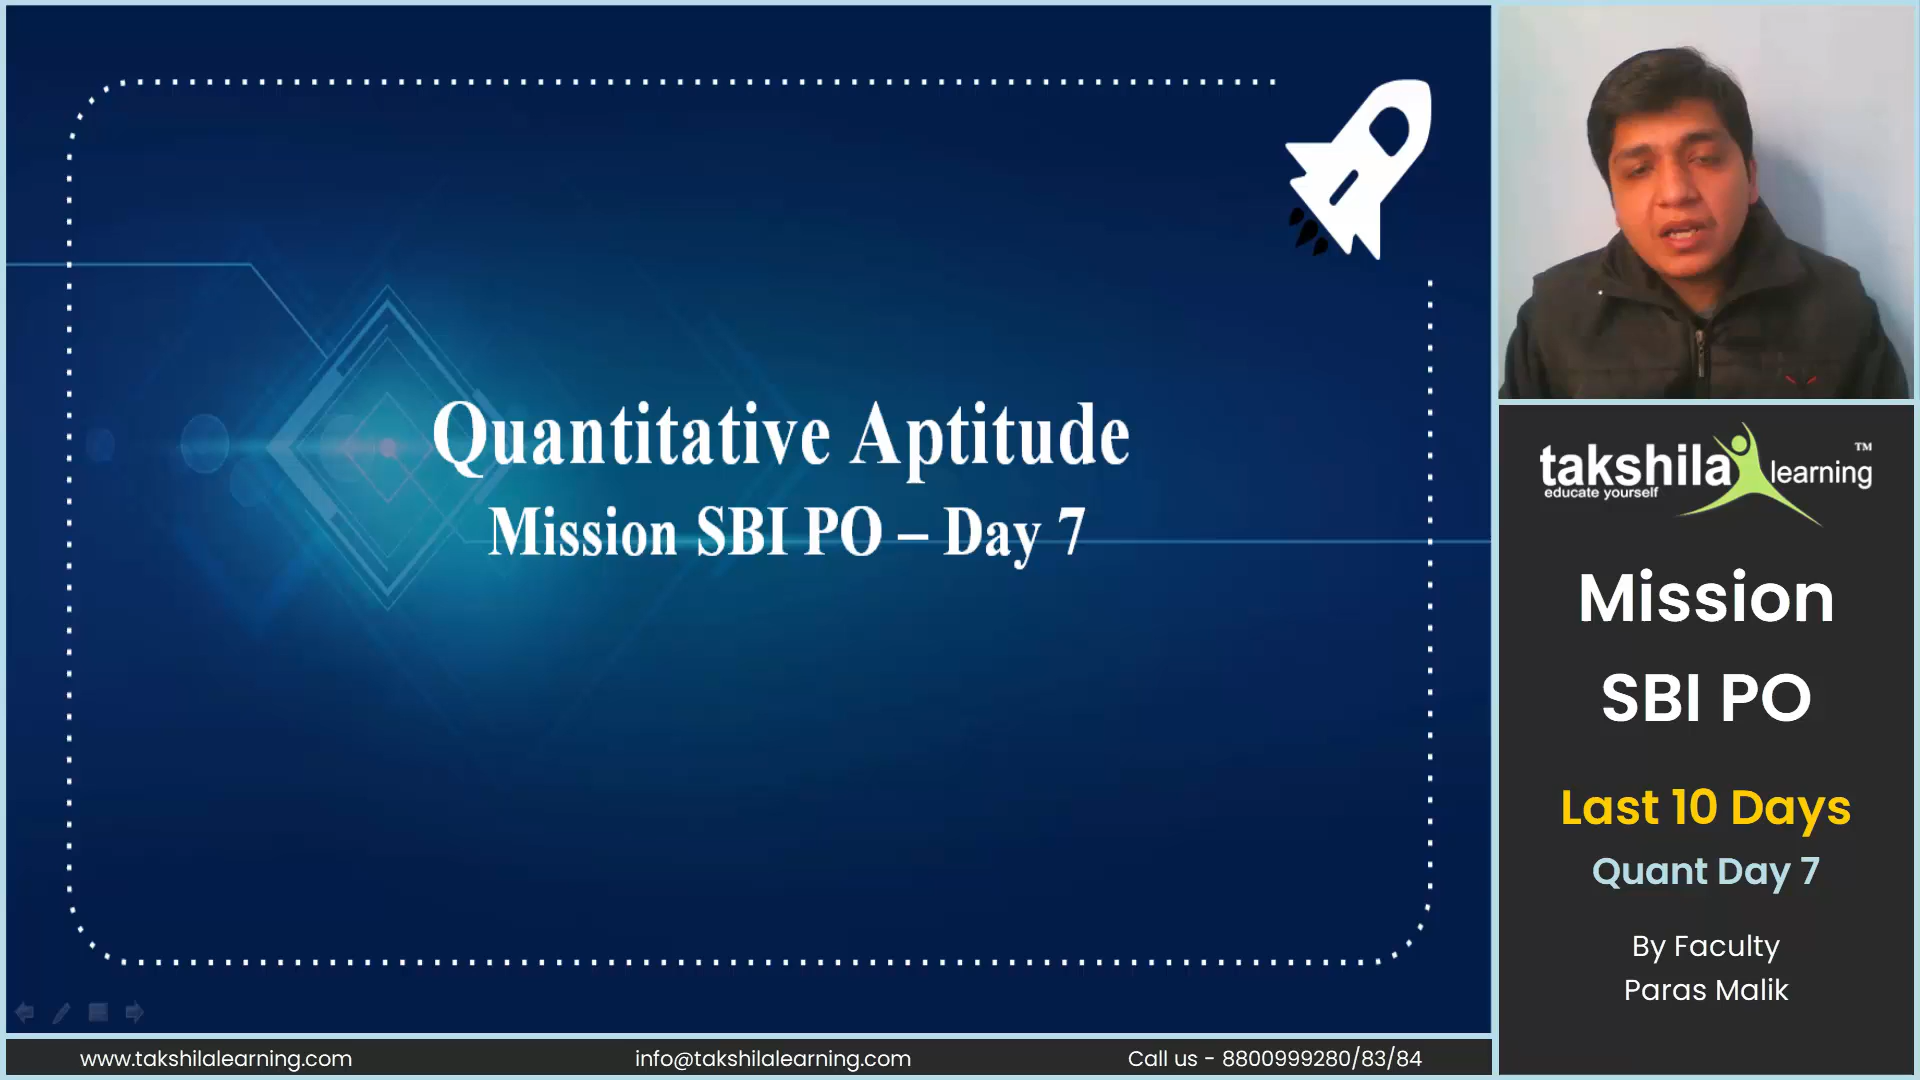 Quantitative Aptitude
Mission SBI PO – Day 7
takshila learning ™
educate yourself
Mission
SBI PO
Last 10 Days
Quant Day 7
By Faculty
Paras Malik
www.takshilalearning.com
info@takshilalearning.com
Call us - 8800999280/83/84